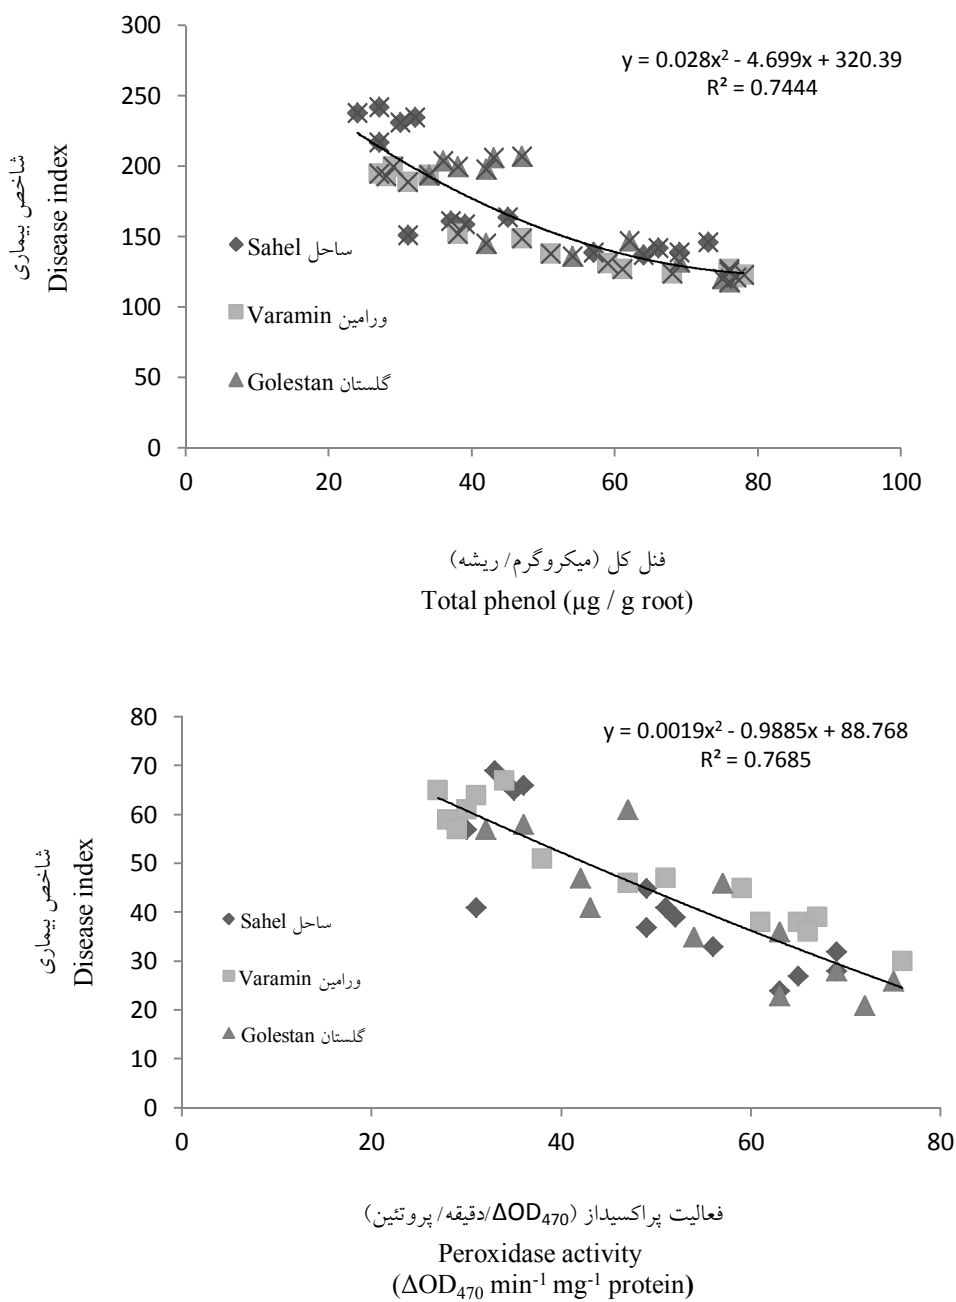 300
y = 0.028x² - 4.699x + 320.39
R² = 0.7444
250
200
150
100
50
0
شاخص بیماری
Disease index
Sahel ساحل
Varamin ورامین
Golestan گلستان
0 20 40 60 80 100
فنل کل (میکروگرم/ ریشه)
Total phenol (µg / g root)
80
y = 0.0019x² - 0.9885x + 88.768
R² = 0.7685
70
60
50
40
30
20
10
0
شاخص بیماری
Disease index
Sahel ساحل
Varamin ورامین
Golestan گلستان
0 20 40 60 80
فعالیت پراکسیداز (ΔOD₄₇₀/دقیقه/ پروتئین)
Peroxidase activity
(ΔOD₄₇₀ min⁻¹ mg⁻¹ protein)